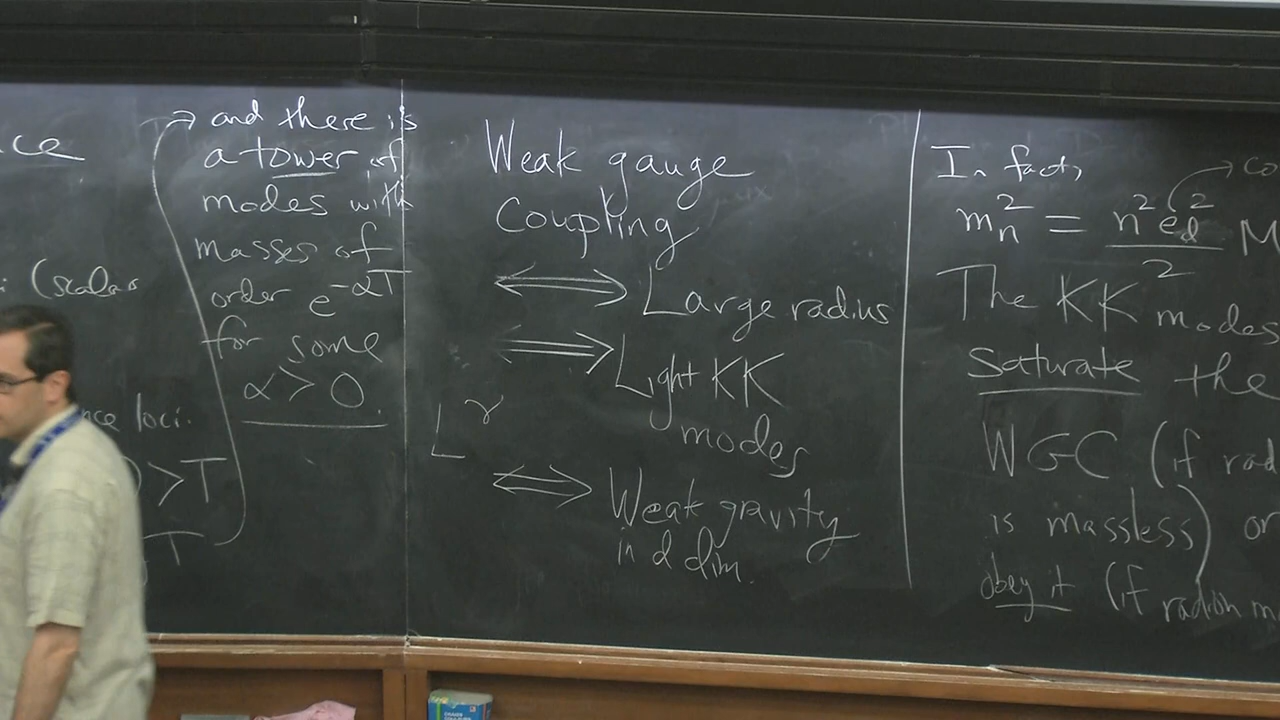 ce
(scalar
loci.
) > T
T
→ and there is
a tower of
modes with
masses of
order e^{-αT}
for some
α > 0.
Weak gauge
Coupling
⟺ Large radius
⟹ Light KK
modes
L^γ
⟺ Weak gravity
in d dim.
In fact,
m_n^2 = n^2 e_d^2 M
2
→ co
The KK modes
Saturate the
WGC (if rad
is massless) or
obey it (if radion m